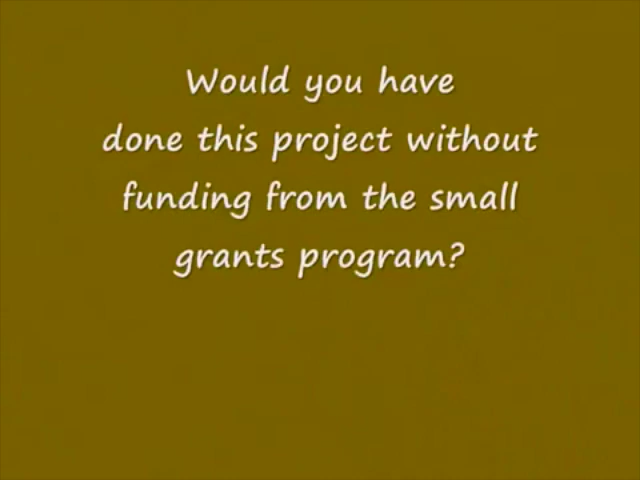 Would you have
done this project without
funding from the small
grants program?